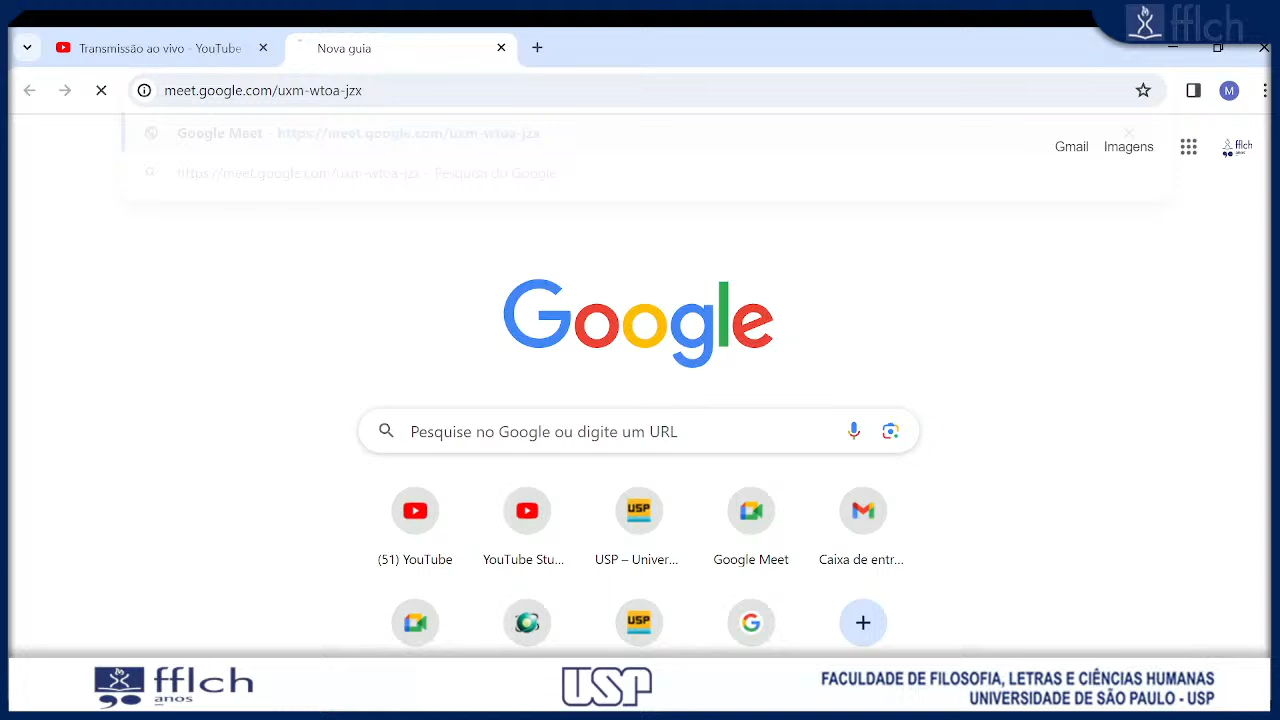 fflch
Transmissão ao vivo - YouTube
Nova guia
meet.google.com/uxm-wtoa-jzx
M
Google Meet - https://meet.google.com/uxm-wtoa-jzx
https://meet.google.com/uxm-wtoa-jzx - Pesquisa do Google
Gmail
Imagens
fflch
anos
Google
Pesquise no Google ou digite um URL
USP
(51) YouTube
YouTube Stu...
USP – Univer...
Google Meet
Caixa de entr...
USP
fflch
anos
USP
FACULDADE DE FILOSOFIA, LETRAS E CIÊNCIAS HUMANAS
UNIVERSIDADE DE SÃO PAULO - USP